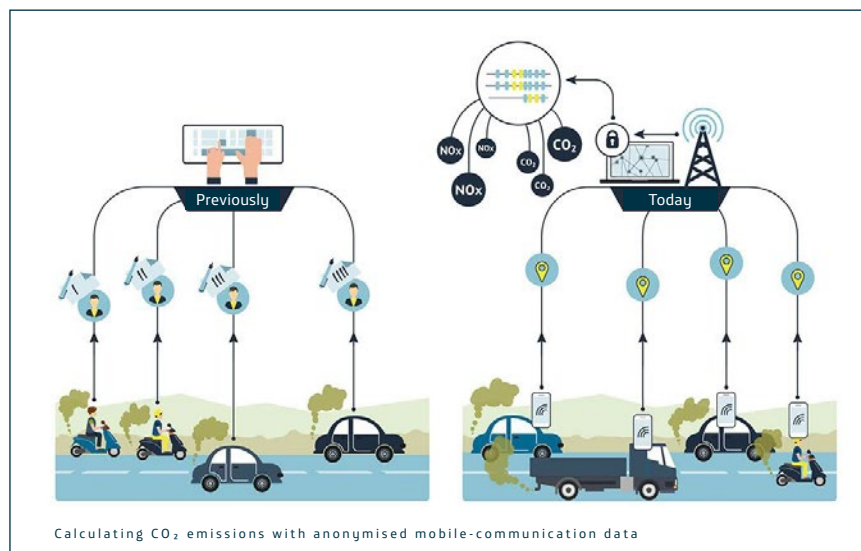 Previously
NOx
NOx
NOx
CO₂
CO₂
CO₂
Today
Calculating CO₂ emissions with anonymised mobile-communication data